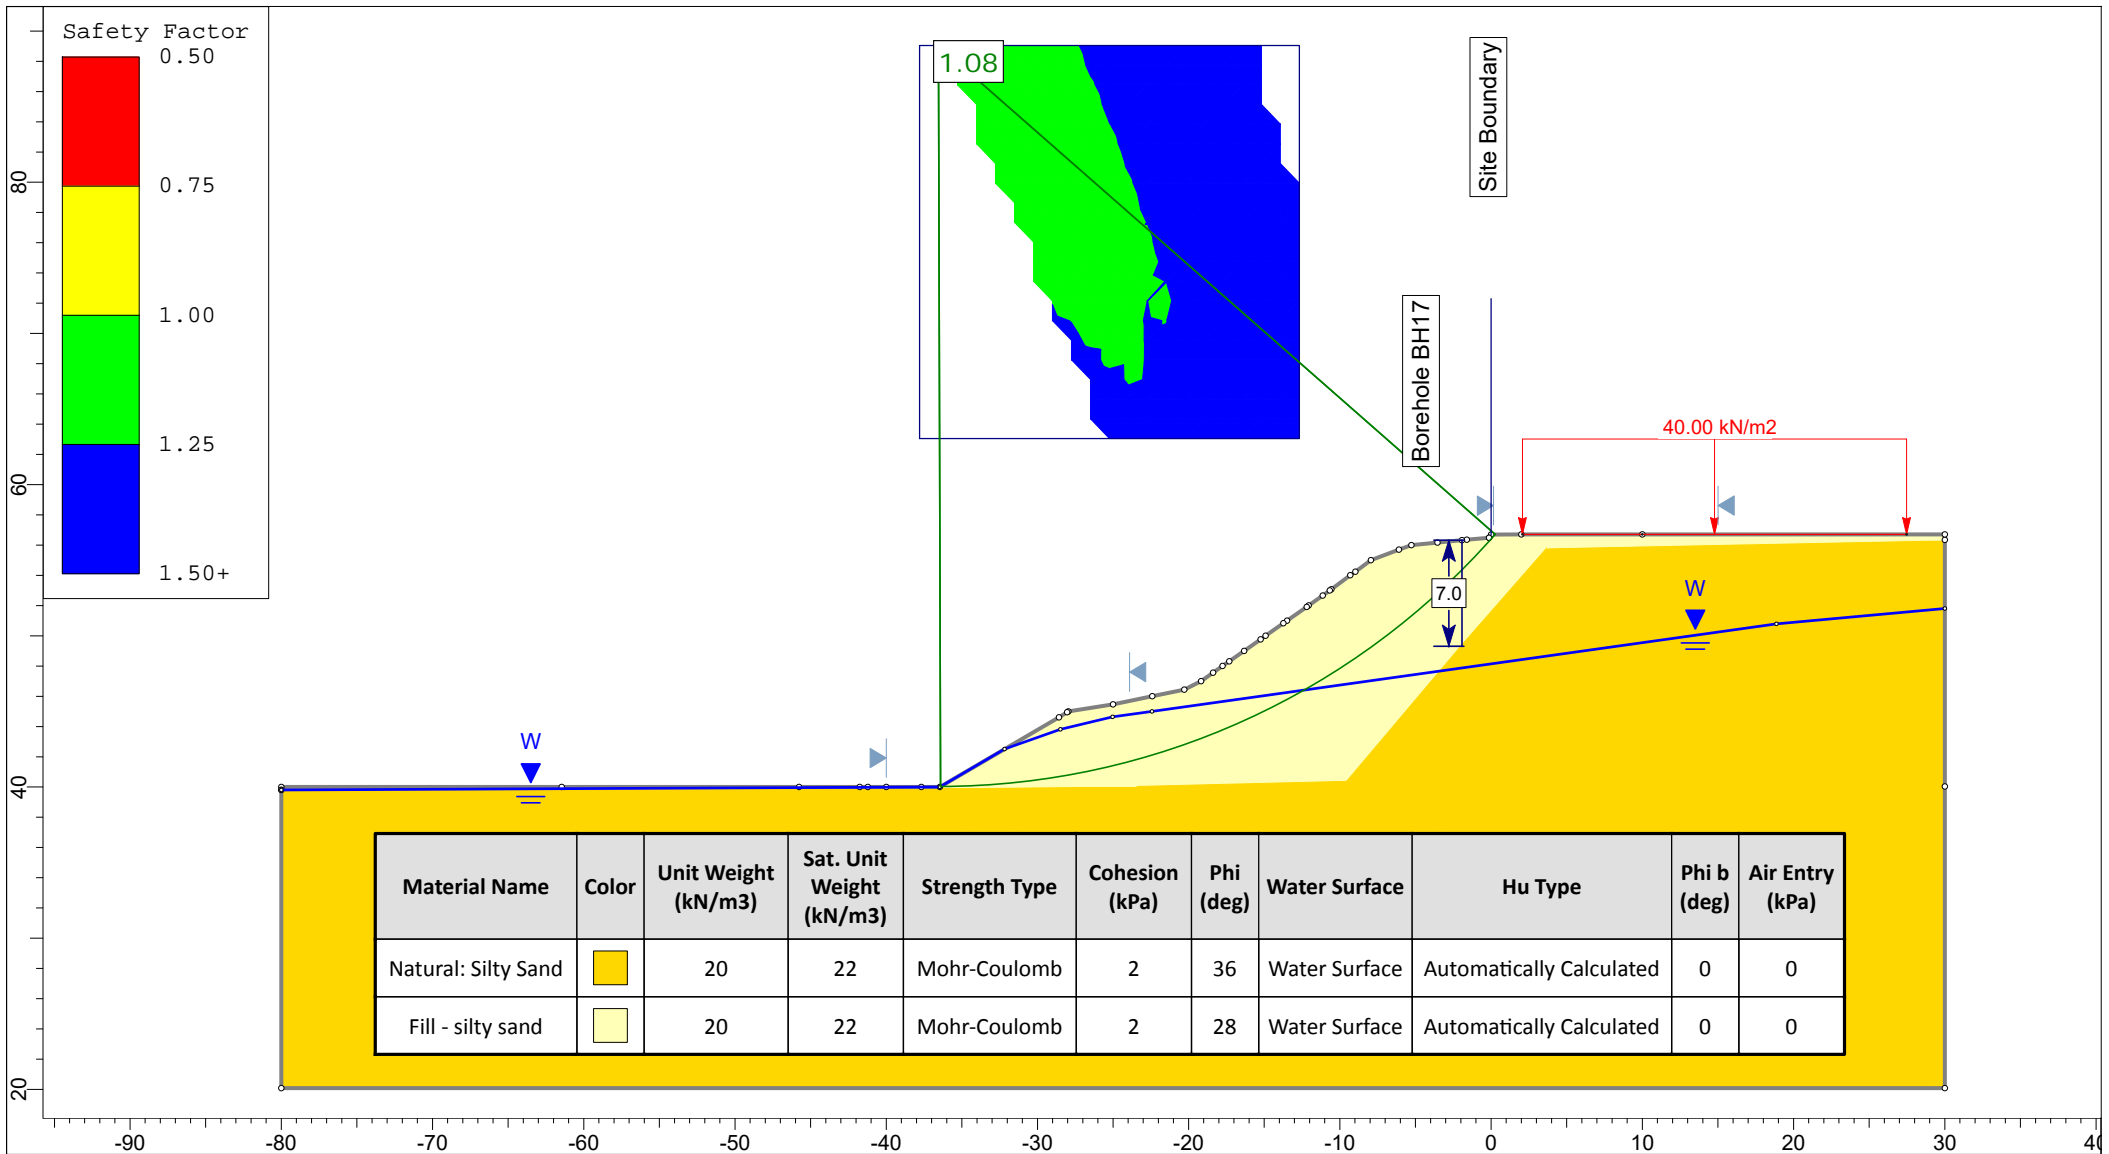 Safety Factor
0.50
0.75
1.00
1.25
1.50+
1.08
Site Boundary
Borehole BH17
40.00 kN/m2
7.0
W
W
80
60
40
20
Material Name Color Unit Weight (kN/m3) Sat. Unit Weight (kN/m3) Strength Type Cohesion (kPa) Phi (deg) Water Surface Hu Type Phi b (deg) Air Entry (kPa)
Natural: Silty Sand 20 22 Mohr-Coulomb 2 36 Water Surface Automatically Calculated 0 0
Fill - silty sand 20 22 Mohr-Coulomb 2 28 Water Surface Automatically Calculated 0 0
-90 -80 -70 -60 -50 -40 -30 -20 -10 0 10 20 30 40